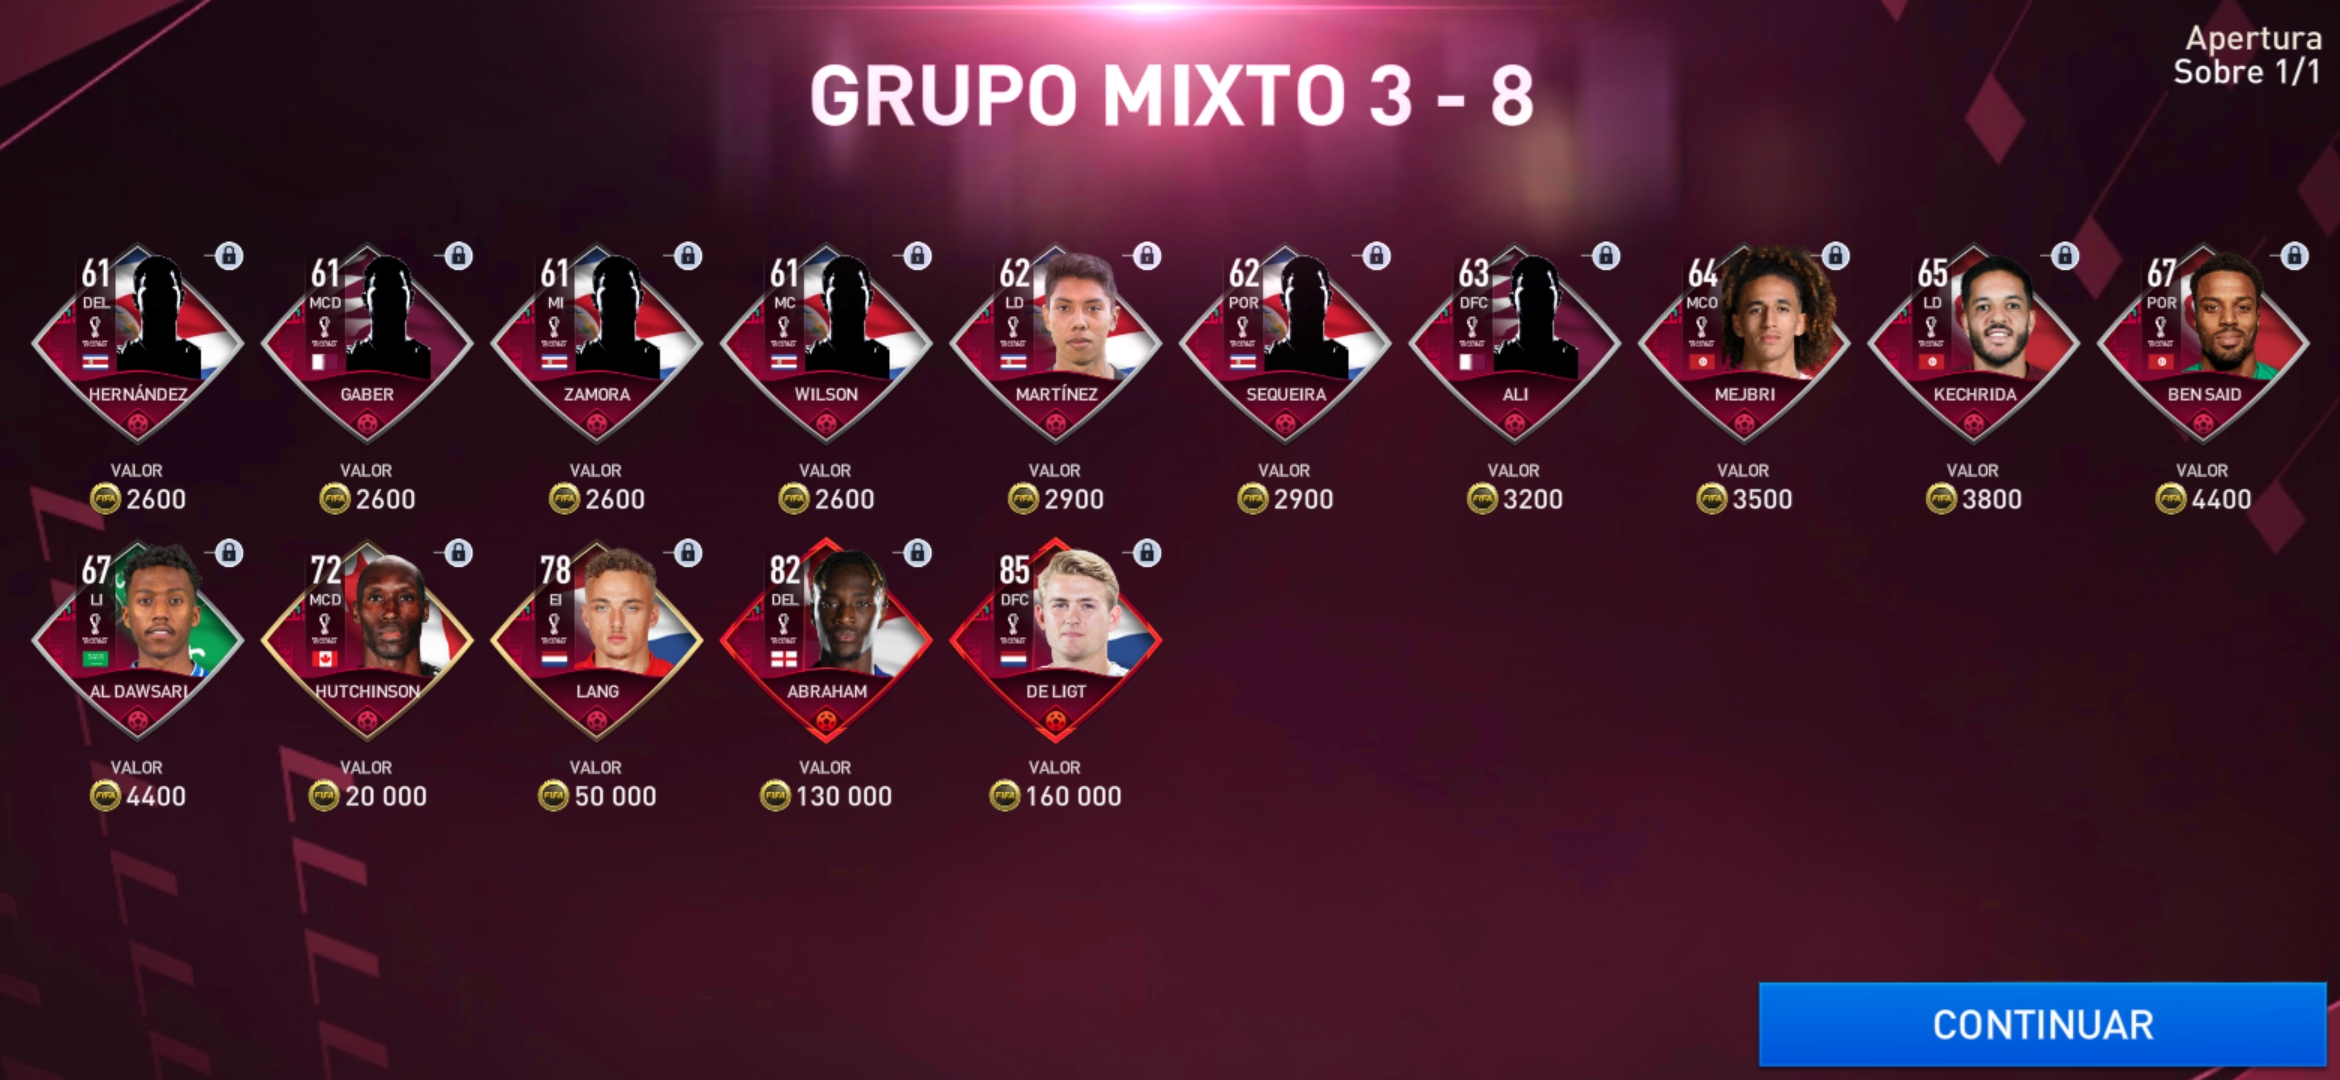 Apertura
Sobre 1/1
GRUPO MIXTO 3 - 8
61
DEL
HERNÁNDEZ
VALOR
2600
61
MCD
GABER
VALOR
2600
61
MI
ZAMORA
VALOR
2600
61
MC
WILSON
VALOR
2600
62
LD
MARTÍNEZ
VALOR
2900
62
POR
SEQUEIRA
VALOR
2900
63
DFC
ALI
VALOR
3200
64
MCO
MEJBRI
VALOR
3500
65
LD
KECHRIDA
VALOR
3800
67
POR
BEN SAID
VALOR
4400
67
LI
AL DAWSARI
VALOR
4400
72
MCD
HUTCHINSON
VALOR
20 000
78
EI
LANG
VALOR
50 000
82
DEL
ABRAHAM
VALOR
130 000
85
DFC
DE LIGT
VALOR
160 000
CONTINUAR